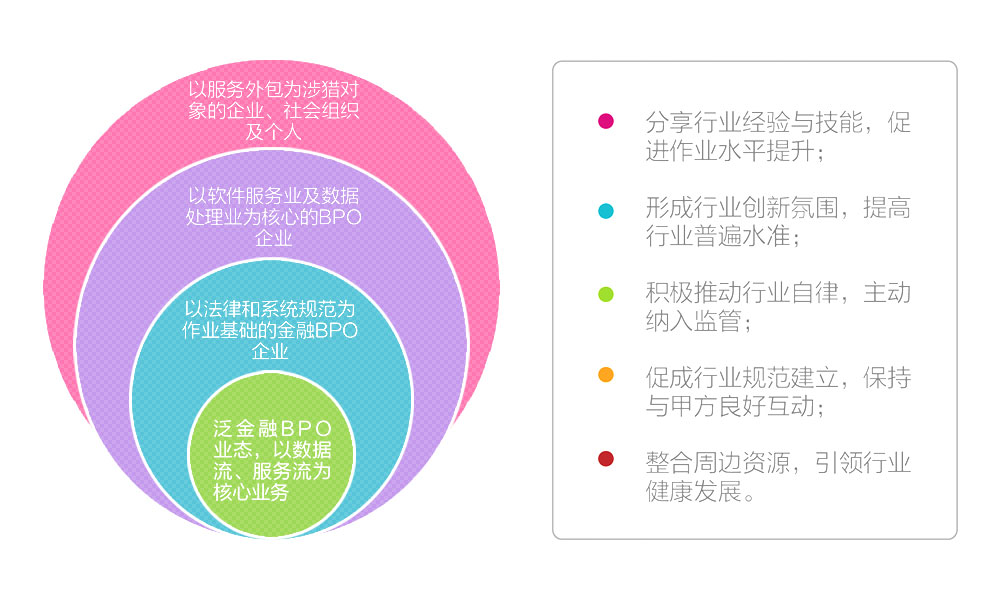 以服务外包为涉猎对
象的企业、社会组织
及个人
以软件服务业及数据
处理业为核心的BPO
企业
以法律和系统规范为
作业基础的金融BPO
企业
泛金融BPO
业态，以数据
流、服务流为
核心业务
分享行业经验与技能，促
进作业水平提升；
形成行业创新氛围，提高
行业普遍水准；
积极推动行业自律，主动
纳入监管；
促成行业规范建立，保持
与甲方良好互动；
整合周边资源，引领行业
健康发展。